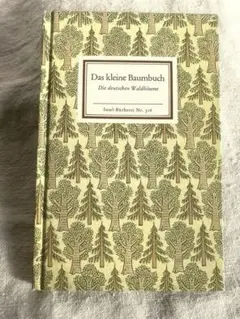 Das kleine Baumbuch
Die deutschen Waldbäume
Insel-Bücherei Nr. 316